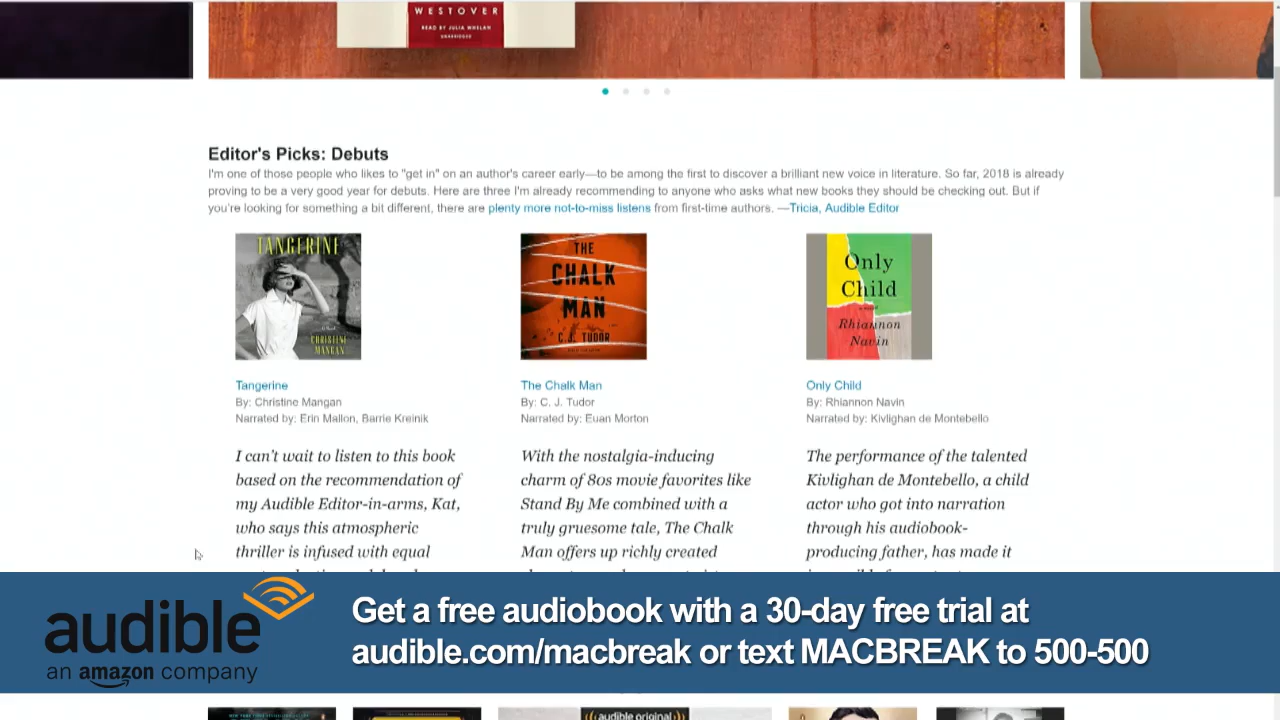 WESTOVER
READ BY JULIA WHELAN
UNABRIDGED
Editor's Picks: Debuts
I'm one of those people who likes to "get in" on an author's career early—to be among the first to discover a brilliant new voice in literature. So far, 2018 is already
proving to be a very good year for debuts. Here are three I'm already recommending to anyone who asks what new books they should be checking out. But if
you're looking for something a bit different, there are plenty more not-to-miss listens from first-time authors. —Tricia, Audible Editor
TANGERINE
a Novel
CHRISTINE
MANGAN
THE
CHALK
MAN
C.J. TUDOR
Only
Child
a novel
Rhiannon
Navin
Tangerine
By: Christine Mangan
Narrated by: Erin Mallon, Barrie Kreinik
The Chalk Man
By: C. J. Tudor
Narrated by: Euan Morton
Only Child
By: Rhiannon Navin
Narrated by: Kivlighan de Montebello
I can't wait to listen to this book
based on the recommendation of
my Audible Editor-in-arms, Kat,
who says this atmospheric
thriller is infused with equal
With the nostalgia-inducing
charm of 80s movie favorites like
Stand By Me combined with a
truly gruesome tale, The Chalk
Man offers up richly created
The performance of the talented
Kivlighan de Montebello, a child
actor who got into narration
through his audiobook-
producing father, has made it
audible
an amazon company
Get a free audiobook with a 30-day free trial at
audible.com/macbreak or text MACBREAK to 500-500
audible original